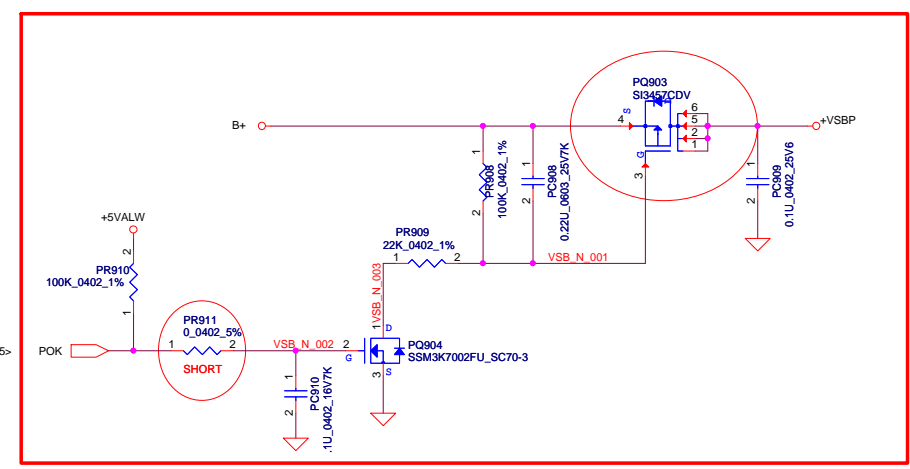 PQ903
SI3457CDV
S
4
6
5
2
1
G
3
B+
+VSBP
1
PR908
100K_0402_1%
2
1
PC908
0.22U_0603_25V7K
2
1
PC909
0.1U_0402_25V6
2
+5VALW
2
PR910
100K_0402_1%
1
PR909
22K_0402_1%
1
2
VSB_N_001
VSB_N_003
PR911
0_0402_5%
1
2
SHORT
5>
POK
VSB_N_002
2
G
1
D
PQ904
SSM3K7002FU_SC70-3
3
S
1
PC910
.1U_0402_16V7K
2